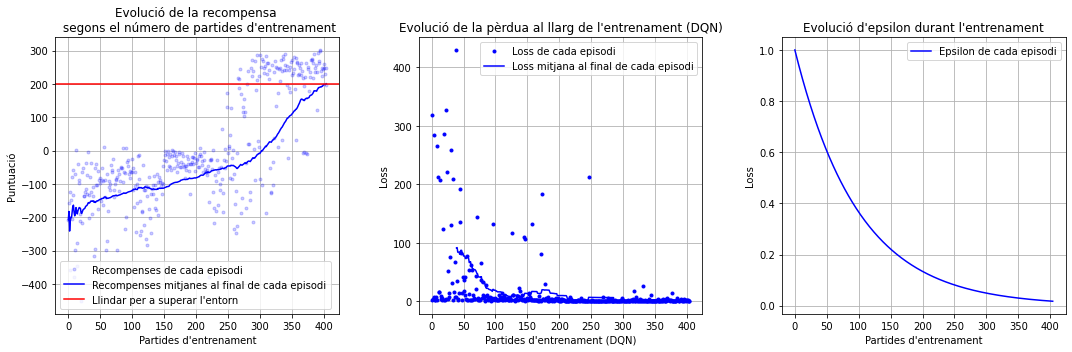 Evolució de la recompensa
segons el número de partides d'entrenament
Puntuació
300
200
100
0
−100
−200
−300
−400
Recompenses de cada episodi
Recompenses mitjanes al final de cada episodi
Llindar per a superar l'entorn
0 50 100 150 200 250 300 350 400
Partides d'entrenament
Evolució de la pèrdua al llarg de l'entrenament (DQN)
Loss
400
300
200
100
0
Loss de cada episodi
Loss mitjana al final de cada episodi
0 50 100 150 200 250 300 350 400
Partides d'entrenament (DQN)
Evolució d'epsilon durant l'entrenament
Loss
1.0
0.8
0.6
0.4
0.2
0.0
Epsilon de cada episodi
0 50 100 150 200 250 300 350 400
Partides d'entrenament